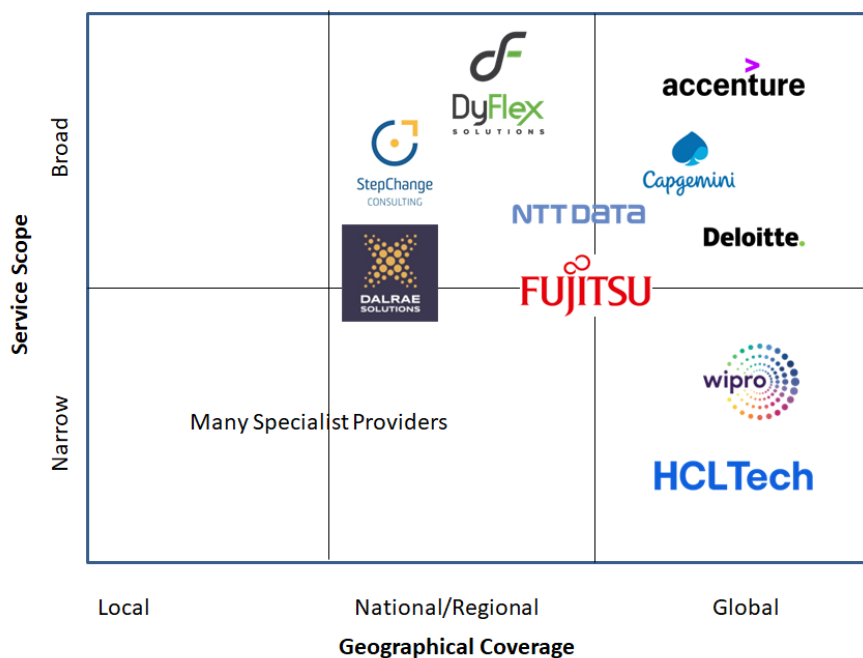 Service Scope
Broad
Narrow
DyFlex
SOLUTIONS
accenture
StepChange
CONSULTING
Capgemini
NTT DATA
Deloitte.
DALRAE
SOLUTIONS
FUJITSU
wipro
Many Specialist Providers
HCLTech
Local
National/Regional
Global
Geographical Coverage